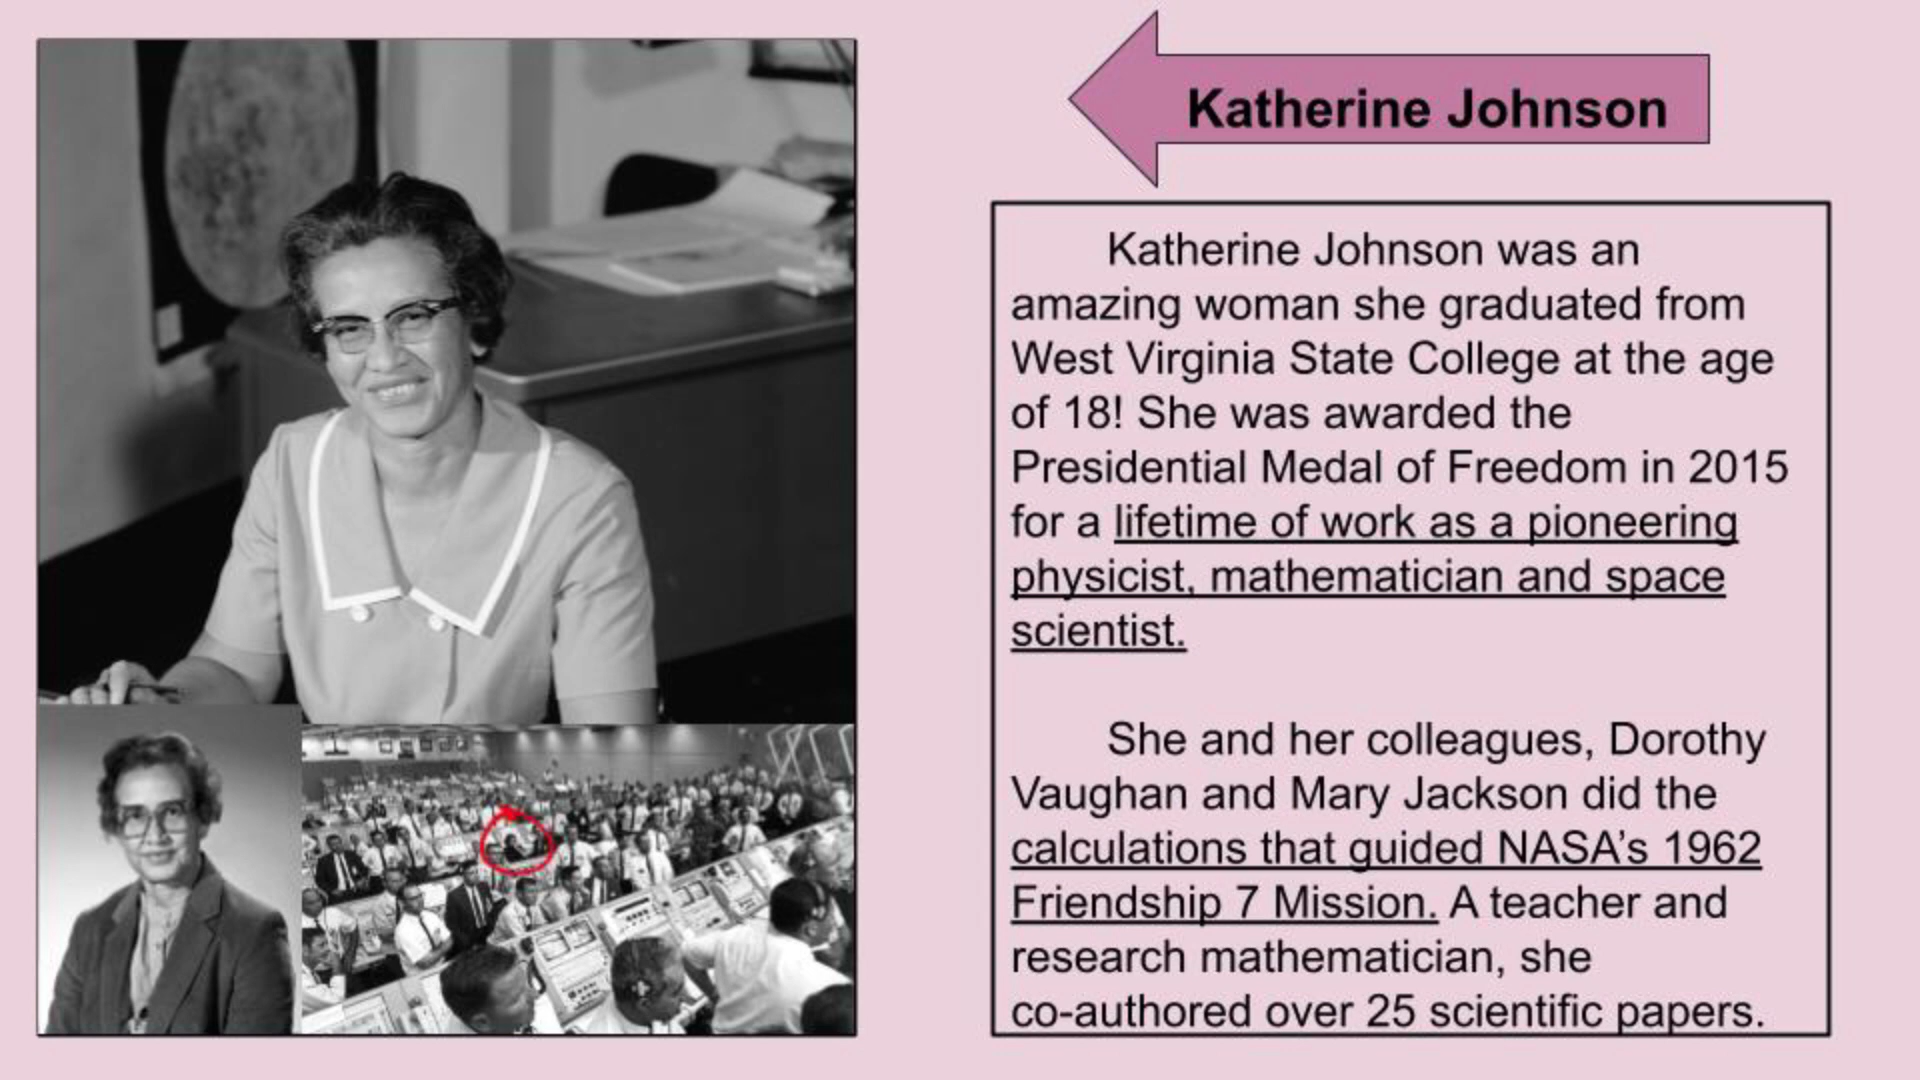 Katherine Johnson
Katherine Johnson was an
amazing woman she graduated from
West Virginia State College at the age
of 18! She was awarded the
Presidential Medal of Freedom in 2015
for a lifetime of work as a pioneering
physicist, mathematician and space
scientist.
She and her colleagues, Dorothy
Vaughan and Mary Jackson did the
calculations that guided NASA's 1962
Friendship 7 Mission. A teacher and
research mathematician, she
co-authored over 25 scientific papers.